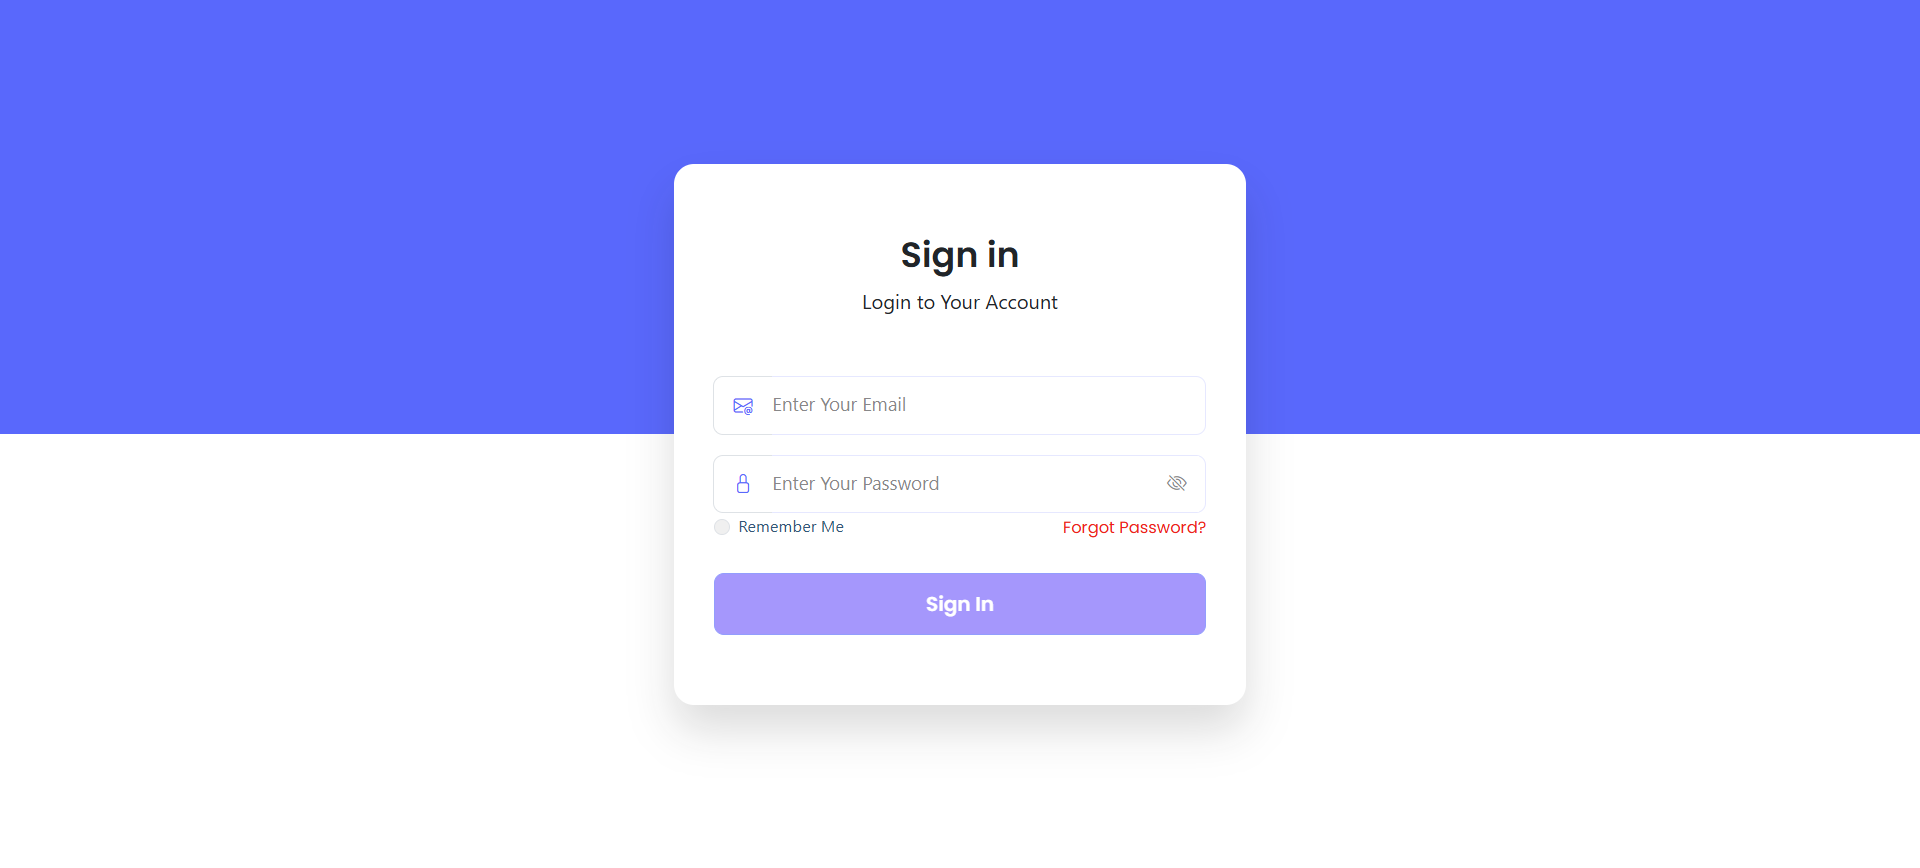 Sign in
Login to Your Account
Enter Your Email
Enter Your Password
Remember Me
Forgot Password?
Sign In